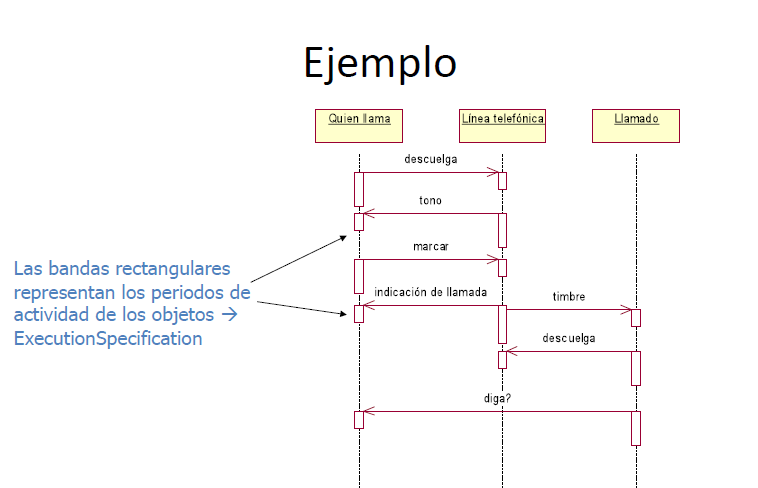 Ejemplo
Quien llama
Línea telefónica
Llamado
descuelga
tono
marcar
Las bandas rectangulares
representan los periodos de
actividad de los objetos →
ExecutionSpecification
indicación de llamada
timbre
descuelga
diga?